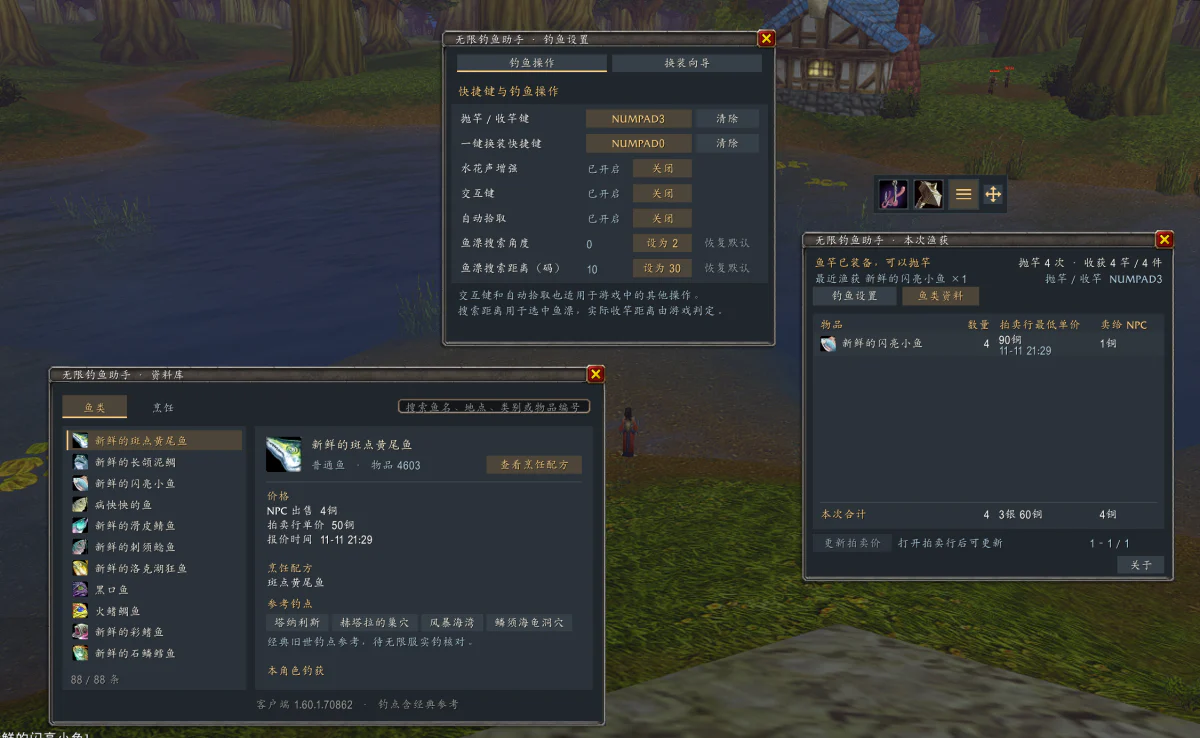 无限钓鱼助手 · 钓鱼设置
钓鱼操作 换装向导
快捷键与钓鱼操作
抛竿 / 收竿键 NUMPAD3 清除
一键换装快捷键 NUMPAD0 清除
水花声增强 已开启 关闭
交互键 已开启 关闭
自动拾取 已开启 关闭
鱼漂搜索角度 0 设为 2 恢复默认
鱼漂搜索距离（码） 10 设为 30 恢复默认
交互键和自动拾取也适用于游戏中的其他操作。
搜索距离用于选中鱼漂，实际收竿距离由游戏判定。
无限钓鱼助手 · 本次渔获
鱼竿已装备，可以抛竿 抛竿 4 次 · 收获 4 竿 / 4 件
最近渔获 新鲜的闪亮小鱼 ×1 抛竿 / 收竿 NUMPAD3
钓鱼设置 鱼类资料
物品 数量 拍卖行最低单价 卖给 NPC
新鲜的闪亮小鱼 4 90铜 1铜
11-11 21:29
本次合计 4 3银 60铜 4铜
更新拍卖价 打开拍卖行后可更新 1 - 1 / 1
关于
无限钓鱼助手 · 资料库
鱼类 烹饪 搜索鱼名、地点、类别或物品编号
新鲜的斑点黄尾鱼
新鲜的长颌泥鲷
新鲜的闪亮小鱼
病怏怏的鱼
新鲜的滑皮鲭鱼
新鲜的刺须鲶鱼
新鲜的洛克湖狂鱼
黑口鱼
火鳍鲷鱼
新鲜的彩鳍鱼
新鲜的石鳞鳕鱼
88 / 88 条
新鲜的斑点黄尾鱼
普通鱼 · 物品 4603 查看烹饪配方
价格
NPC 出售 4铜
拍卖行单价 50铜
报价时间 11-11 21:29
烹饪配方
斑点黄尾鱼
参考钓点
塔纳利斯 赫塔拉的巢穴 风暴海湾 鳞须海龟洞穴
经典旧世钓点参考，待无限服实钓核对。
本角色钓获
客户端 1.60.1.70862 · 钓点含经典参考
鲜的闪亮小鱼]